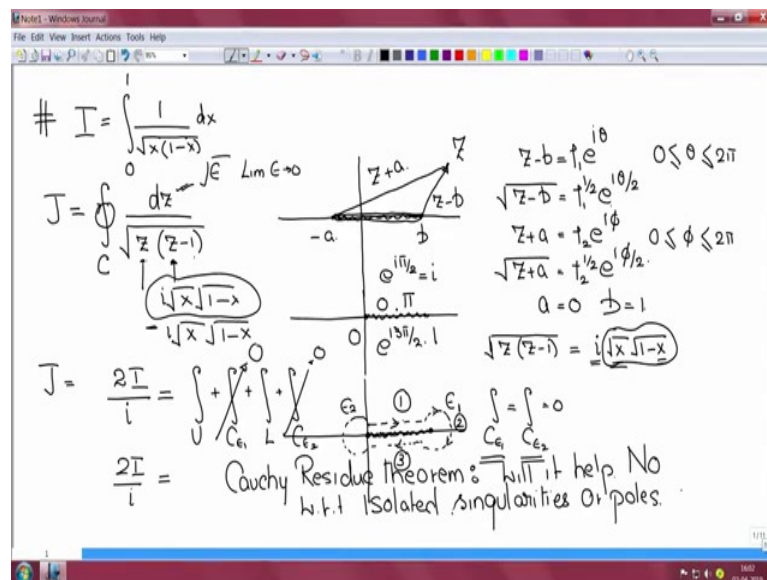 Note1 - Windows Journal
File Edit View Insert Actions Tools Help
# I = ∫₀¹ 1/√(x(1-x)) dx
J = ∮_C dz/√(z(z-1)) √ε Lim ε→0
i√x√(1-x)
-i√x√(1-x)
z+a z-b z
-a b
e^{iπ/2} = i
0.π
0 e^{i3π/2}.1
z-b = r₁e^{iθ} 0≤θ≤2π
√(z-b) = r₁^{1/2} e^{iθ/2}
z+a = r₂e^{iϕ} 0≤ϕ≤2π
√(z+a) = r₂^{1/2} e^{iϕ/2}
a=0 b=1
√(z(z-1)) = i√x√(1-x)
J = 2I/i = ∫_U + ∫_{Cε₁} + ∫_L + ∫_{Cε₂} 0 0
ε₂ ① ε₁ ② ③
∫_{Cε₁} = ∫_{Cε₂} = 0
2I/i = Cauchy Residue Theorem: Will it help No
w.r.t Isolated singularities or poles.
1